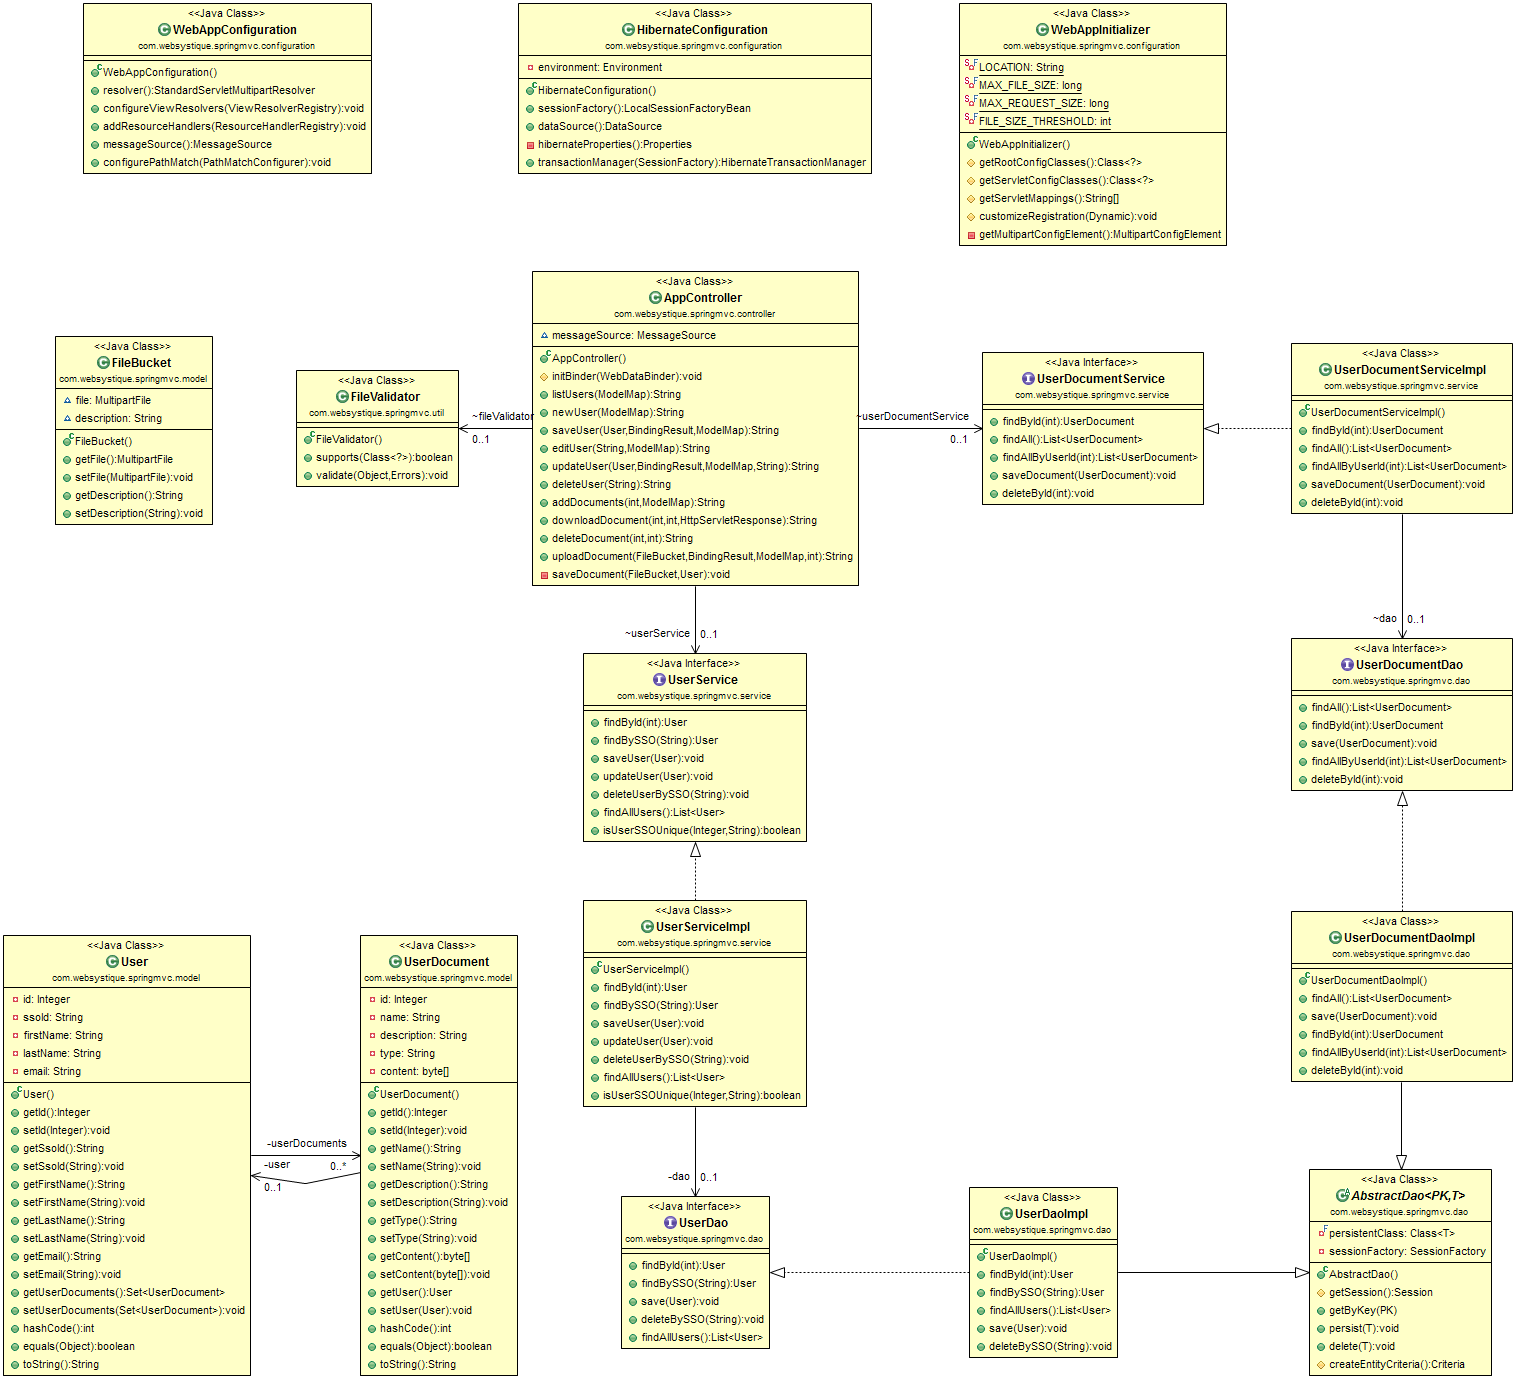 <<Java Class>>
WebAppConfiguration
com.websystique.springmvc.configuration
WebAppConfiguration()
resolver():StandardServletMultipartResolver
configureViewResolvers(ViewResolverRegistry):void
addResourceHandlers(ResourceHandlerRegistry):void
messageSource():MessageSource
configurePathMatch(PathMatchConfigurer):void
<<Java Class>>
HibernateConfiguration
com.websystique.springmvc.configuration
environment: Environment
HibernateConfiguration()
sessionFactory():LocalSessionFactoryBean
dataSource():DataSource
hibernateProperties():Properties
transactionManager(SessionFactory):HibernateTransactionManager
<<Java Class>>
WebAppInitializer
com.websystique.springmvc.configuration
LOCATION: String
MAX_FILE_SIZE: long
MAX_REQUEST_SIZE: long
FILE_SIZE_THRESHOLD: int
WebAppInitializer()
getRootConfigClasses():Class<?>
getServletConfigClasses():Class<?>
getServletMappings():String[]
customizeRegistration(Dynamic):void
getMultipartConfigElement():MultipartConfigElement
<<Java Class>>
FileBucket
com.websystique.springmvc.model
file: MultipartFile
description: String
FileBucket()
getFile():MultipartFile
setFile(MultipartFile):void
getDescription():String
setDescription(String):void
<<Java Class>>
FileValidator
com.websystique.springmvc.util
FileValidator()
supports(Class<?>):boolean
validate(Object,Errors):void
~fileValidator
0..1
<<Java Class>>
AppController
com.websystique.springmvc.controller
messageSource: MessageSource
AppController()
initBinder(WebDataBinder):void
listUsers(ModelMap):String
newUser(ModelMap):String
saveUser(User,BindingResult,ModelMap):String
editUser(String,ModelMap):String
updateUser(User,BindingResult,ModelMap,String):String
deleteUser(String):String
addDocuments(int,ModelMap):String
downloadDocument(int,int,HttpServletResponse):String
deleteDocument(int,int):String
uploadDocument(FileBucket,BindingResult,ModelMap,int):String
saveDocument(FileBucket,User):void
~userDocumentService
0..1
<<Java Interface>>
UserDocumentService
com.websystique.springmvc.service
findById(int):UserDocument
findAll():List<UserDocument>
findAllByUserId(int):List<UserDocument>
saveDocument(UserDocument):void
deleteById(int):void
<<Java Class>>
UserDocumentServiceImpl
com.websystique.springmvc.service
UserDocumentServiceImpl()
findById(int):UserDocument
findAll():List<UserDocument>
findAllByUserId(int):List<UserDocument>
saveDocument(UserDocument):void
deleteById(int):void
~userService
0..1
~dao
0..1
<<Java Interface>>
UserService
com.websystique.springmvc.service
findById(int):User
findBySSO(String):User
saveUser(User):void
updateUser(User):void
deleteUserBySSO(String):void
findAllUsers():List<User>
isUserSSOUnique(Integer,String):boolean
<<Java Interface>>
UserDocumentDao
com.websystique.springmvc.dao
findAll():List<UserDocument>
findById(int):UserDocument
save(UserDocument):void
findAllByUserId(int):List<UserDocument>
deleteById(int):void
<<Java Class>>
User
com.websystique.springmvc.model
id: Integer
ssoId: String
firstName: String
lastName: String
email: String
User()
getId():Integer
setId(Integer):void
getSsoId():String
setSsoId(String):void
getFirstName():String
setFirstName(String):void
getLastName():String
setLastName(String):void
getEmail():String
setEmail(String):void
getUserDocuments():Set<UserDocument>
setUserDocuments(Set<UserDocument>):void
hashCode():int
equals(Object):boolean
toString():String
-userDocuments
-user
0..*
0..1
<<Java Class>>
UserDocument
com.websystique.springmvc.model
id: Integer
name: String
description: String
type: String
content: byte[]
UserDocument()
getId():Integer
setId(Integer):void
getName():String
setName(String):void
getDescription():String
setDescription(String):void
getType():String
setType(String):void
getContent():byte[]
setContent(byte[]):void
getUser():User
setUser(User):void
hashCode():int
equals(Object):boolean
toString():String
<<Java Class>>
UserServiceImpl
com.websystique.springmvc.service
UserServiceImpl()
findById(int):User
findBySSO(String):User
saveUser(User):void
updateUser(User):void
deleteUserBySSO(String):void
findAllUsers():List<User>
isUserSSOUnique(Integer,String):boolean
<<Java Class>>
UserDocumentDaoImpl
com.websystique.springmvc.dao
UserDocumentDaoImpl()
findAll():List<UserDocument>
save(UserDocument):void
findById(int):UserDocument
findAllByUserId(int):List<UserDocument>
deleteById(int):void
-dao
0..1
<<Java Interface>>
UserDao
com.websystique.springmvc.dao
findById(int):User
findBySSO(String):User
save(User):void
deleteBySSO(String):void
findAllUsers():List<User>
<<Java Class>>
UserDaoImpl
com.websystique.springmvc.dao
UserDaoImpl()
findById(int):User
findBySSO(String):User
findAllUsers():List<User>
save(User):void
deleteBySSO(String):void
<<Java Class>>
AbstractDao<PK,T>
com.websystique.springmvc.dao
persistentClass: Class<T>
sessionFactory: SessionFactory
AbstractDao()
getSession():Session
getByKey(PK)
persist(T):void
delete(T):void
createEntityCriteria():Criteria